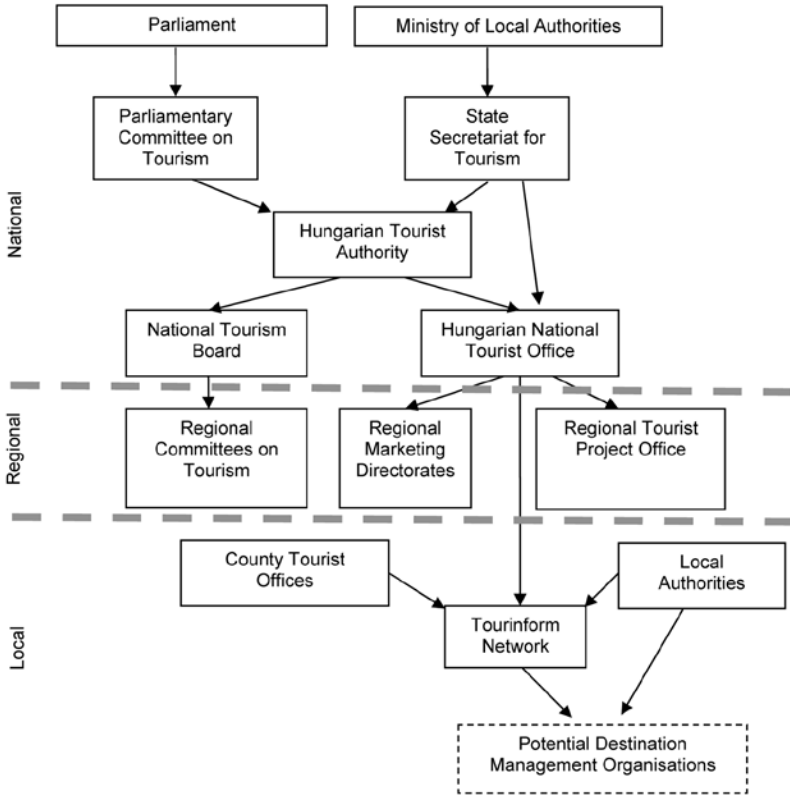 Parliament
Ministry of Local Authorities
Parliamentary
Committee on
Tourism
State
Secretariat for
Tourism
National
Hungarian Tourist
Authority
National Tourism
Board
Hungarian National
Tourist Office
Regional
Regional
Committees on
Tourism
Regional
Marketing
Directorates
Regional Tourist
Project Office
Local
County Tourist
Offices
Local
Authorities
Tourinform
Network
Potential Destination
Management Organisations